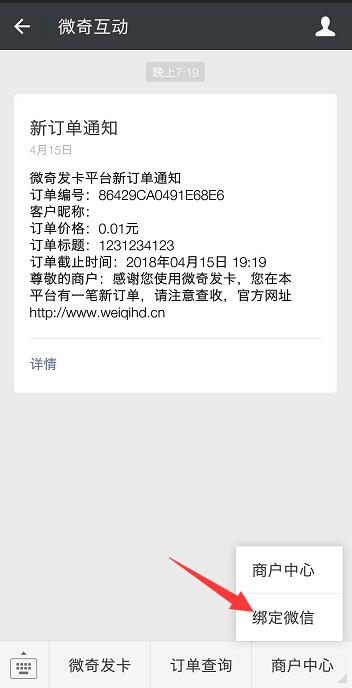 微奇互动
晚上7:19
新订单通知
4月15日
微奇发卡平台新订单通知
订单编号：86429CA0491E68E6
客户昵称：
订单价格：0.01元
订单标题：1231234123
订单截止时间：2018年04月15日 19:19
尊敬的商户：感谢您使用微奇发卡，您在本
平台有一笔新订单，请注意查收，官方网址
http://www.weiqihd.cn
详情
商户中心
绑定微信
微奇发卡
订单查询
商户中心